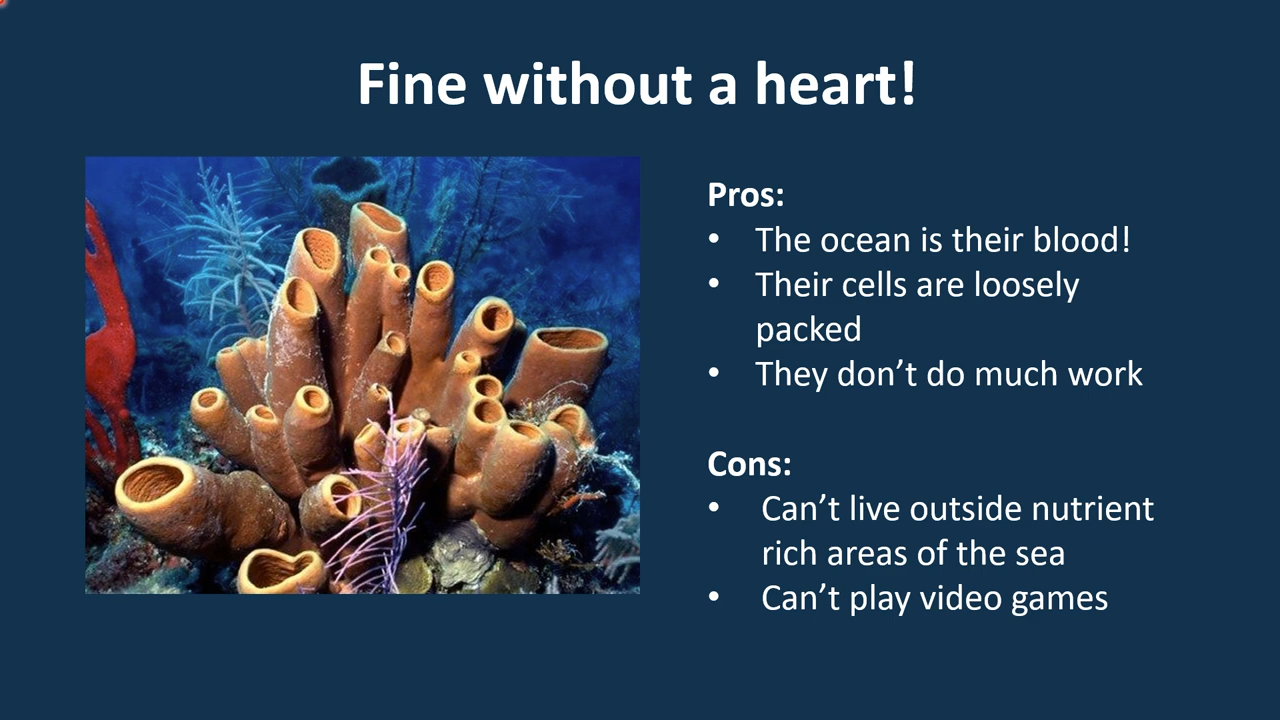 Fine without a heart!
Pros:
• The ocean is their blood!
• Their cells are loosely
packed
• They don’t do much work
Cons:
• Can’t live outside nutrient
rich areas of the sea
• Can’t play video games